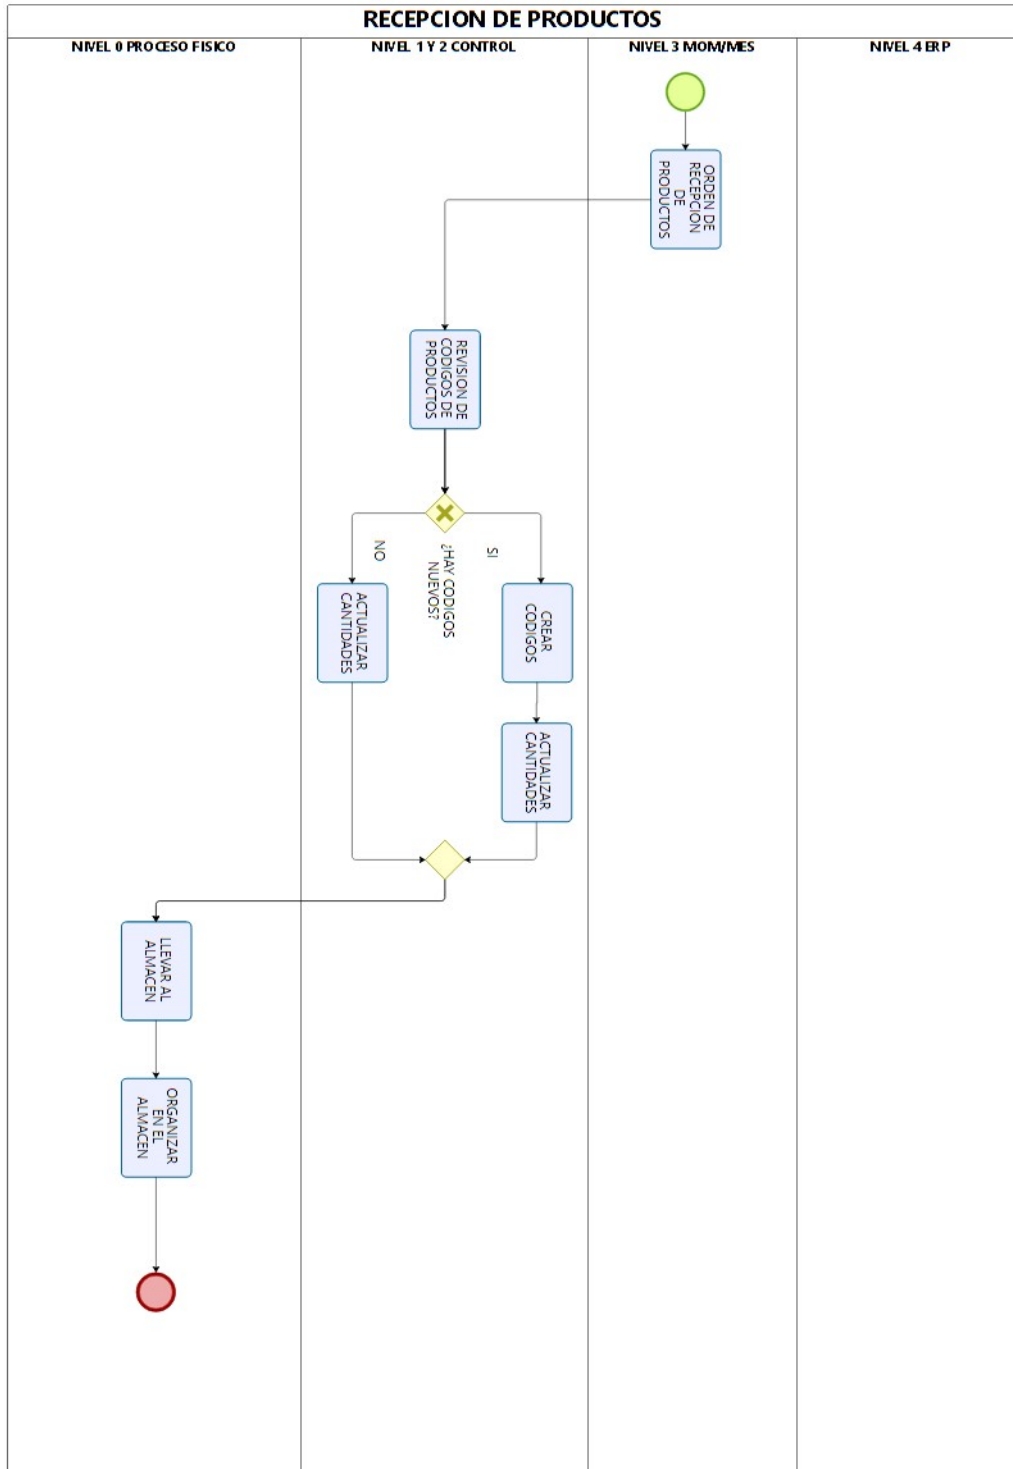 RECEPCION DE PRODUCTOS
NIVEL 0 PROCESO FISICO
NIVEL 1 Y 2 CONTROL
NIVEL 3 MOM/MES
NIVEL 4 ERP
ORDEN DE
RECEPCION
DE
PRODUCTOS
REVISION DE
CODIGOS DE
PRODUCTOS
¿HAY CODIGOS
NUEVOS?
NO
SI
ACTUALIZAR
CANTIDADES
CREAR
CODIGOS
ACTUALIZAR
CANTIDADES
LLEVAR AL
ALMACEN
ORGANIZAR
EN EL
ALMACEN